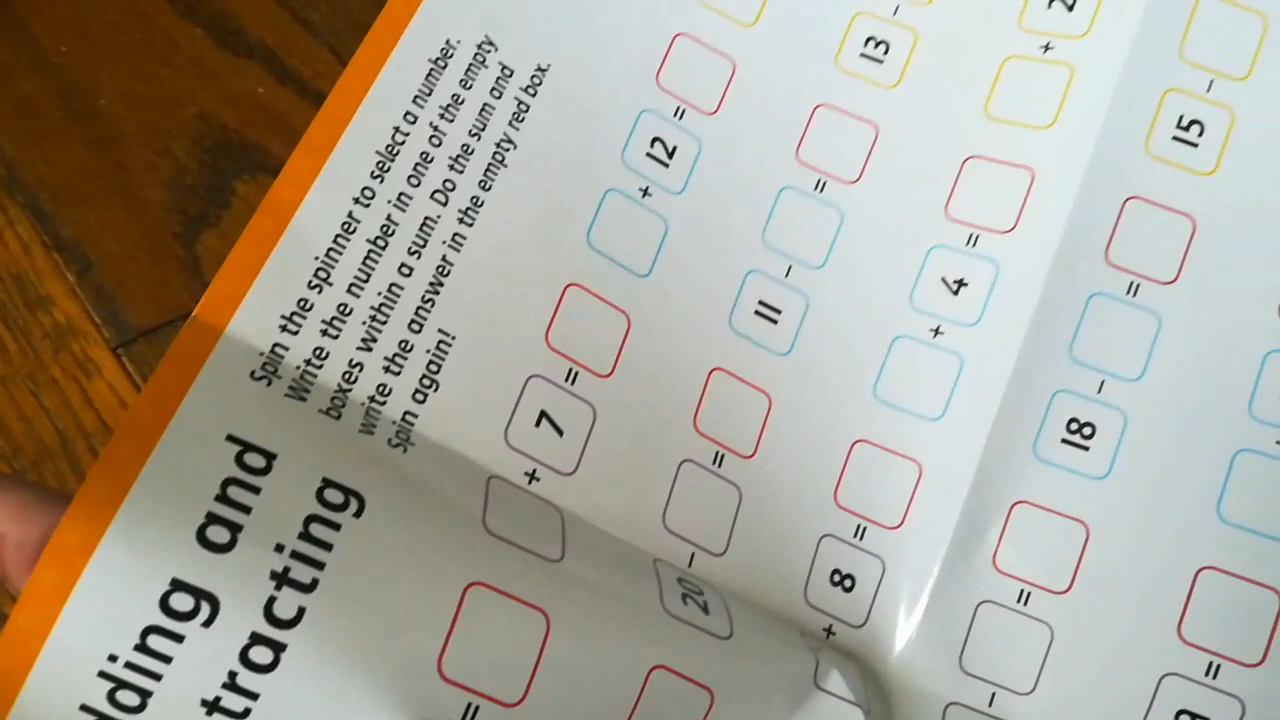 dding and
tracting
Spin the spinner to select a number.
Write the number in one of the empty
boxes within a sum. Do the sum and
write the answer in the empty red box.
Spin again!
=
+ 7 =
+ 12 =
20 - =
11 - =
13 -
+ 8 =
+ 4 =
+ 2
- =
18 - =
15 -
9 =